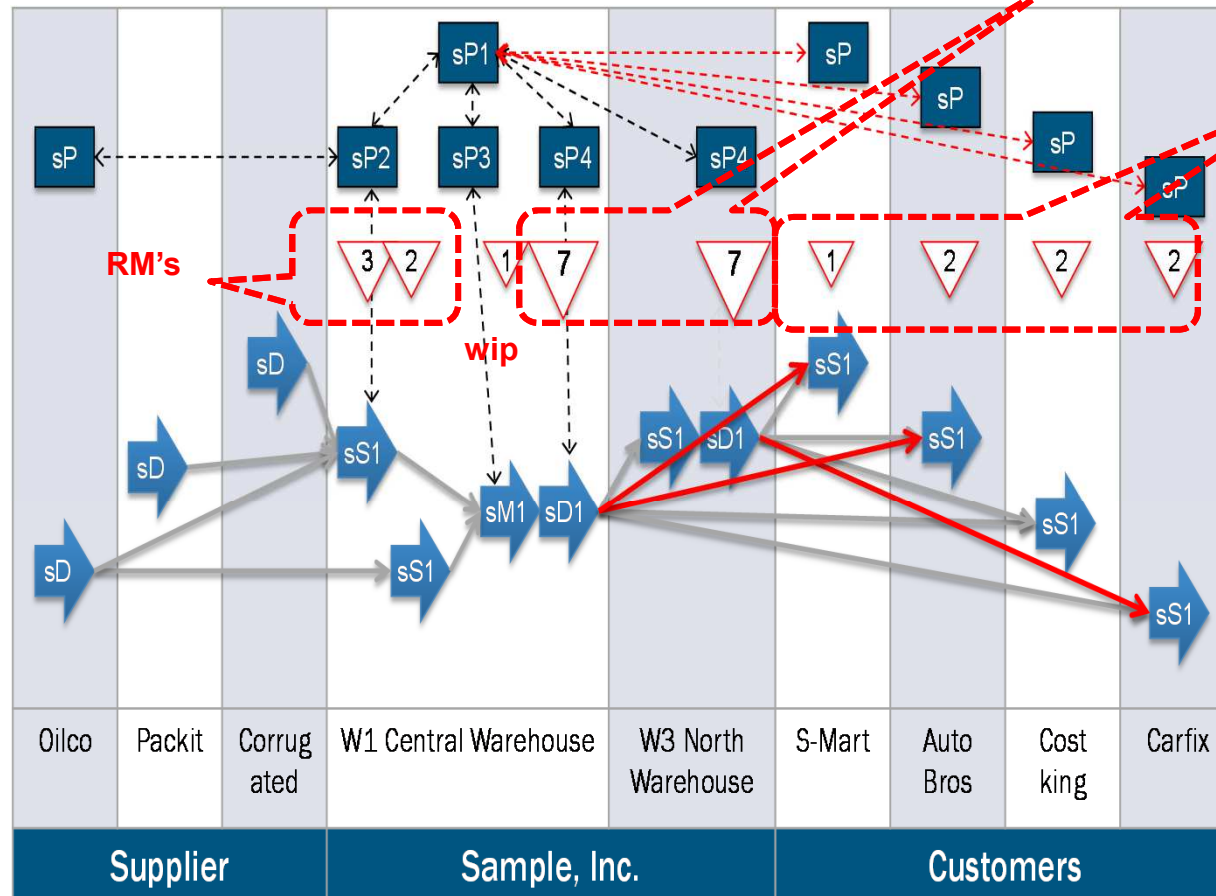 sP1
sP
sP
sP
sP2
sP3
sP4
sP4
sP
sP
RM's
3
2
1
7
7
1
2
2
2
wip
sD
sS1
sD
sS1
sS1
sD1
sS1
sM1
sD1
sS1
sD
sS1
sS1
Oilco
Packit
Corrug
ated
W1 Central Warehouse
W3 North
Warehouse
S-Mart
Auto
Bros
Cost
king
Carfix
Supplier
Sample, Inc.
Customers